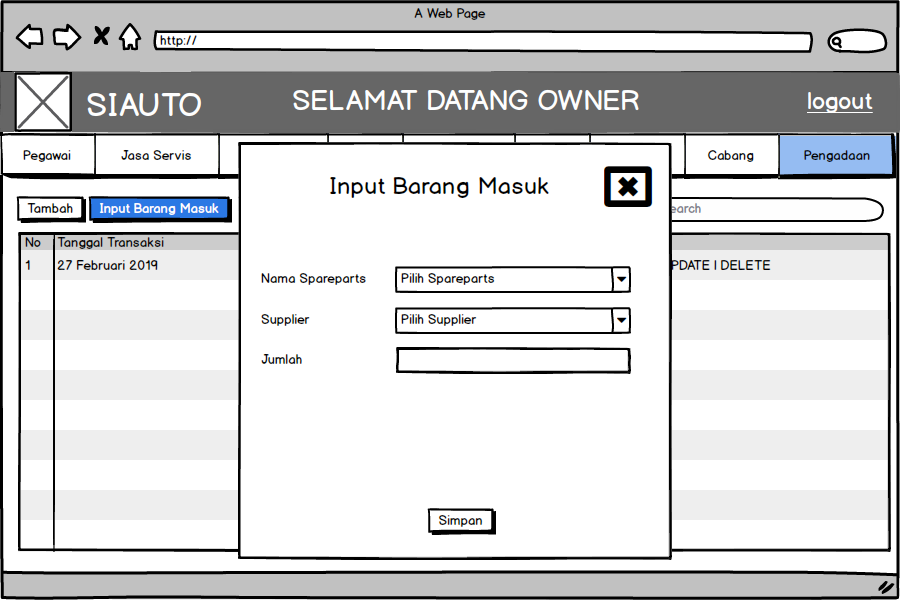 A Web Page
http://
SIAUTO
SELAMAT DATANG OWNER
logout
Pegawai
Jasa Servis
Cabang
Pengadaan
Input Barang Masuk
Tambah
Input Barang Masuk
earch
No
Tanggal Transaksi
1
27 Februari 2019
PDATE | DELETE
Nama Spareparts
Pilih Spareparts
Supplier
Pilih Supplier
Jumlah
Simpan